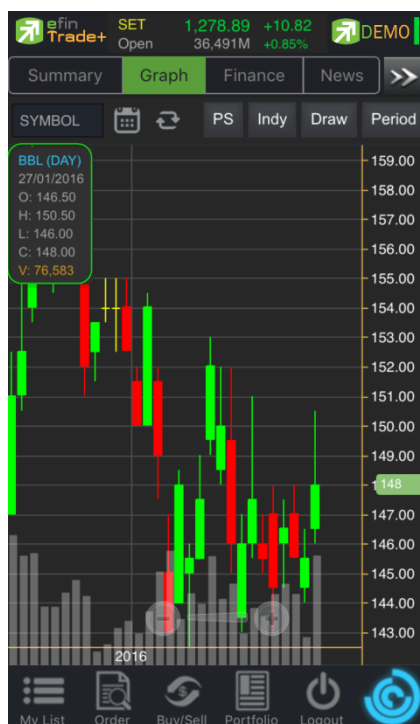 efin SET 1,278.89 +10.82
Trade+ Open 36,491M +0.85% DEMO
Summary Graph Finance News
SYMBOL PS Indy Draw Period
BBL (DAY)
27/01/2016
O: 146.50
H: 150.50
L: 146.00
C: 148.00
V: 76,583
159.00
158.00
157.00
156.00
155.00
154.00
153.00
152.00
151.00
150.00
149.00
148
147.00
146.00
145.00
144.00
143.00
2016
My List Order Buy/Sell Portfolio Logout